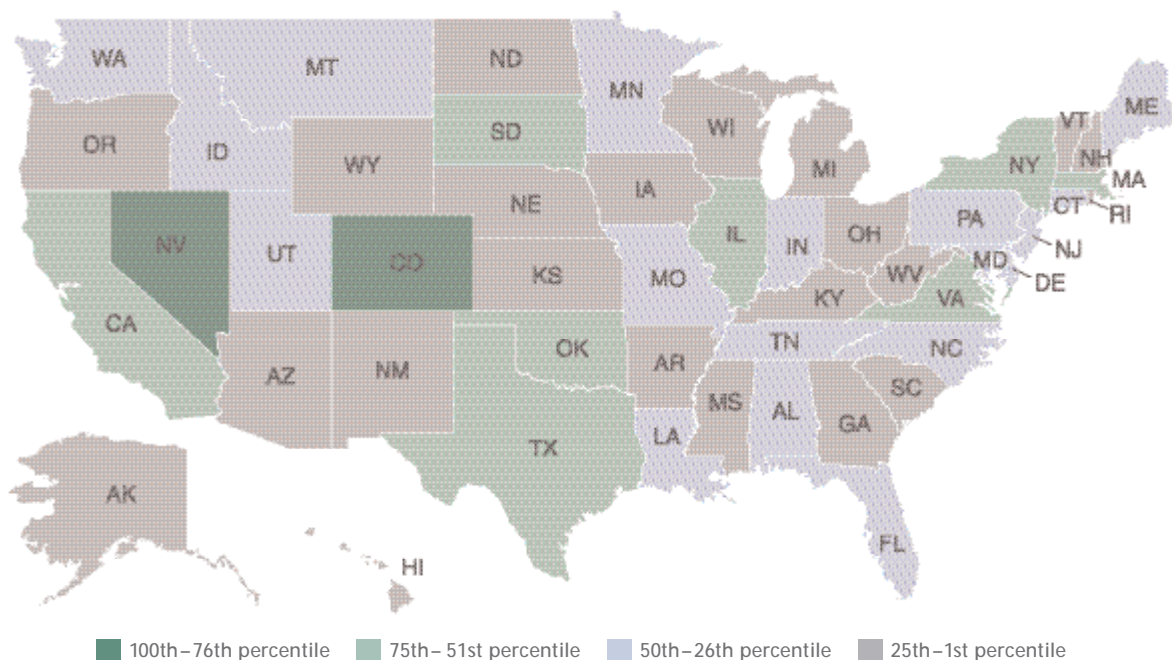 WA
MT
ND
MN
ME
VT
NH
OR
ID
SD
WI
WY
MI
NY
MA
CT
RI
NV
UT
CO
NE
IA
IL
IN
OH
PA
NJ
MD
DE
WV
VA
CA
KS
MO
KY
AZ
NM
OK
AR
TN
NC
SC
MS
AL
GA
TX
LA
AK
HI
FL
100th–76th percentile 75th–51st percentile 50th–26th percentile 25th–1st percentile